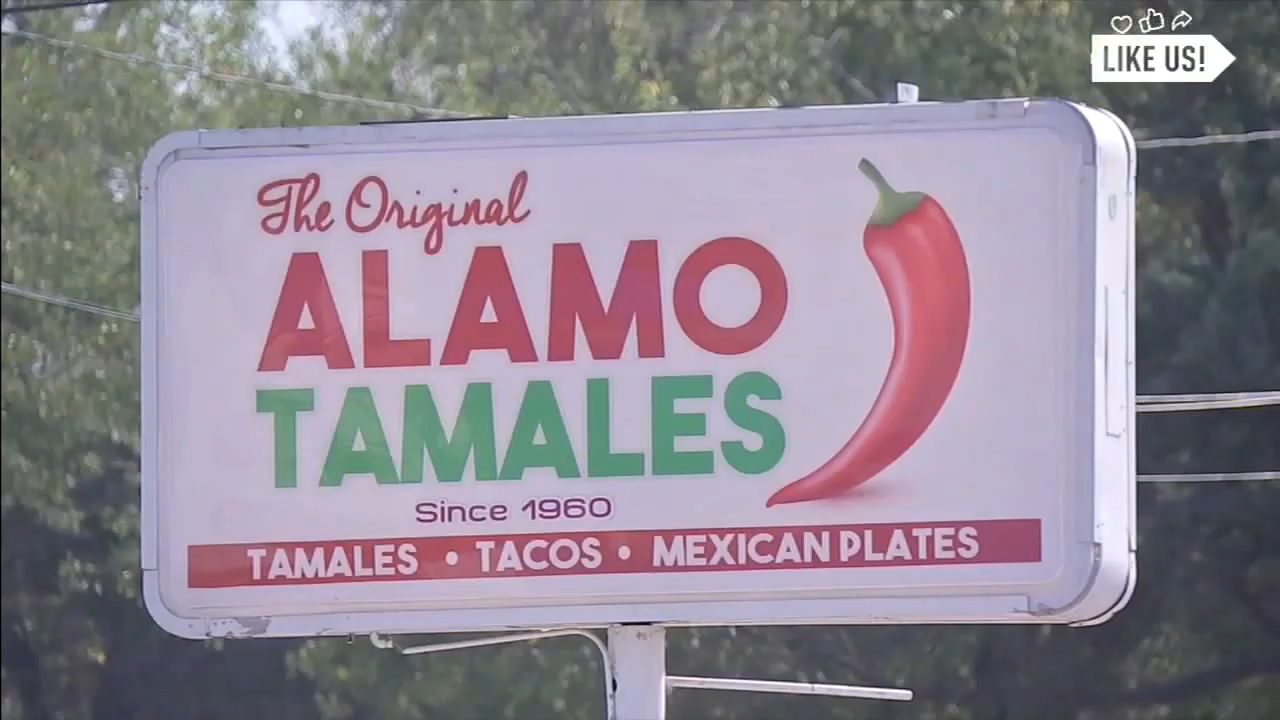 LIKE US!
The Original
ALAMO
TAMALES
Since 1960
TAMALES • TACOS • MEXICAN PLATES